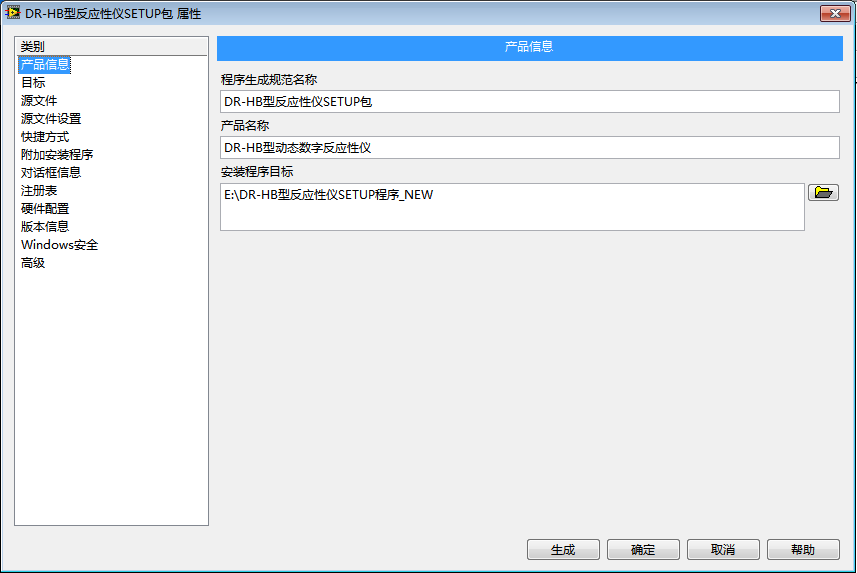 DR-HB型反应性仪SETUP包 属性
类别
产品信息
目标
源文件
源文件设置
快捷方式
附加安装程序
对话框信息
注册表
硬件配置
版本信息
Windows安全
高级
产品信息
程序生成规范名称
DR-HB型反应性仪SETUP包
产品名称
DR-HB型动态数字反应性仪
安装程序目标
E:\DR-HB型反应性仪SETUP程序_NEW
生成
确定
取消
帮助